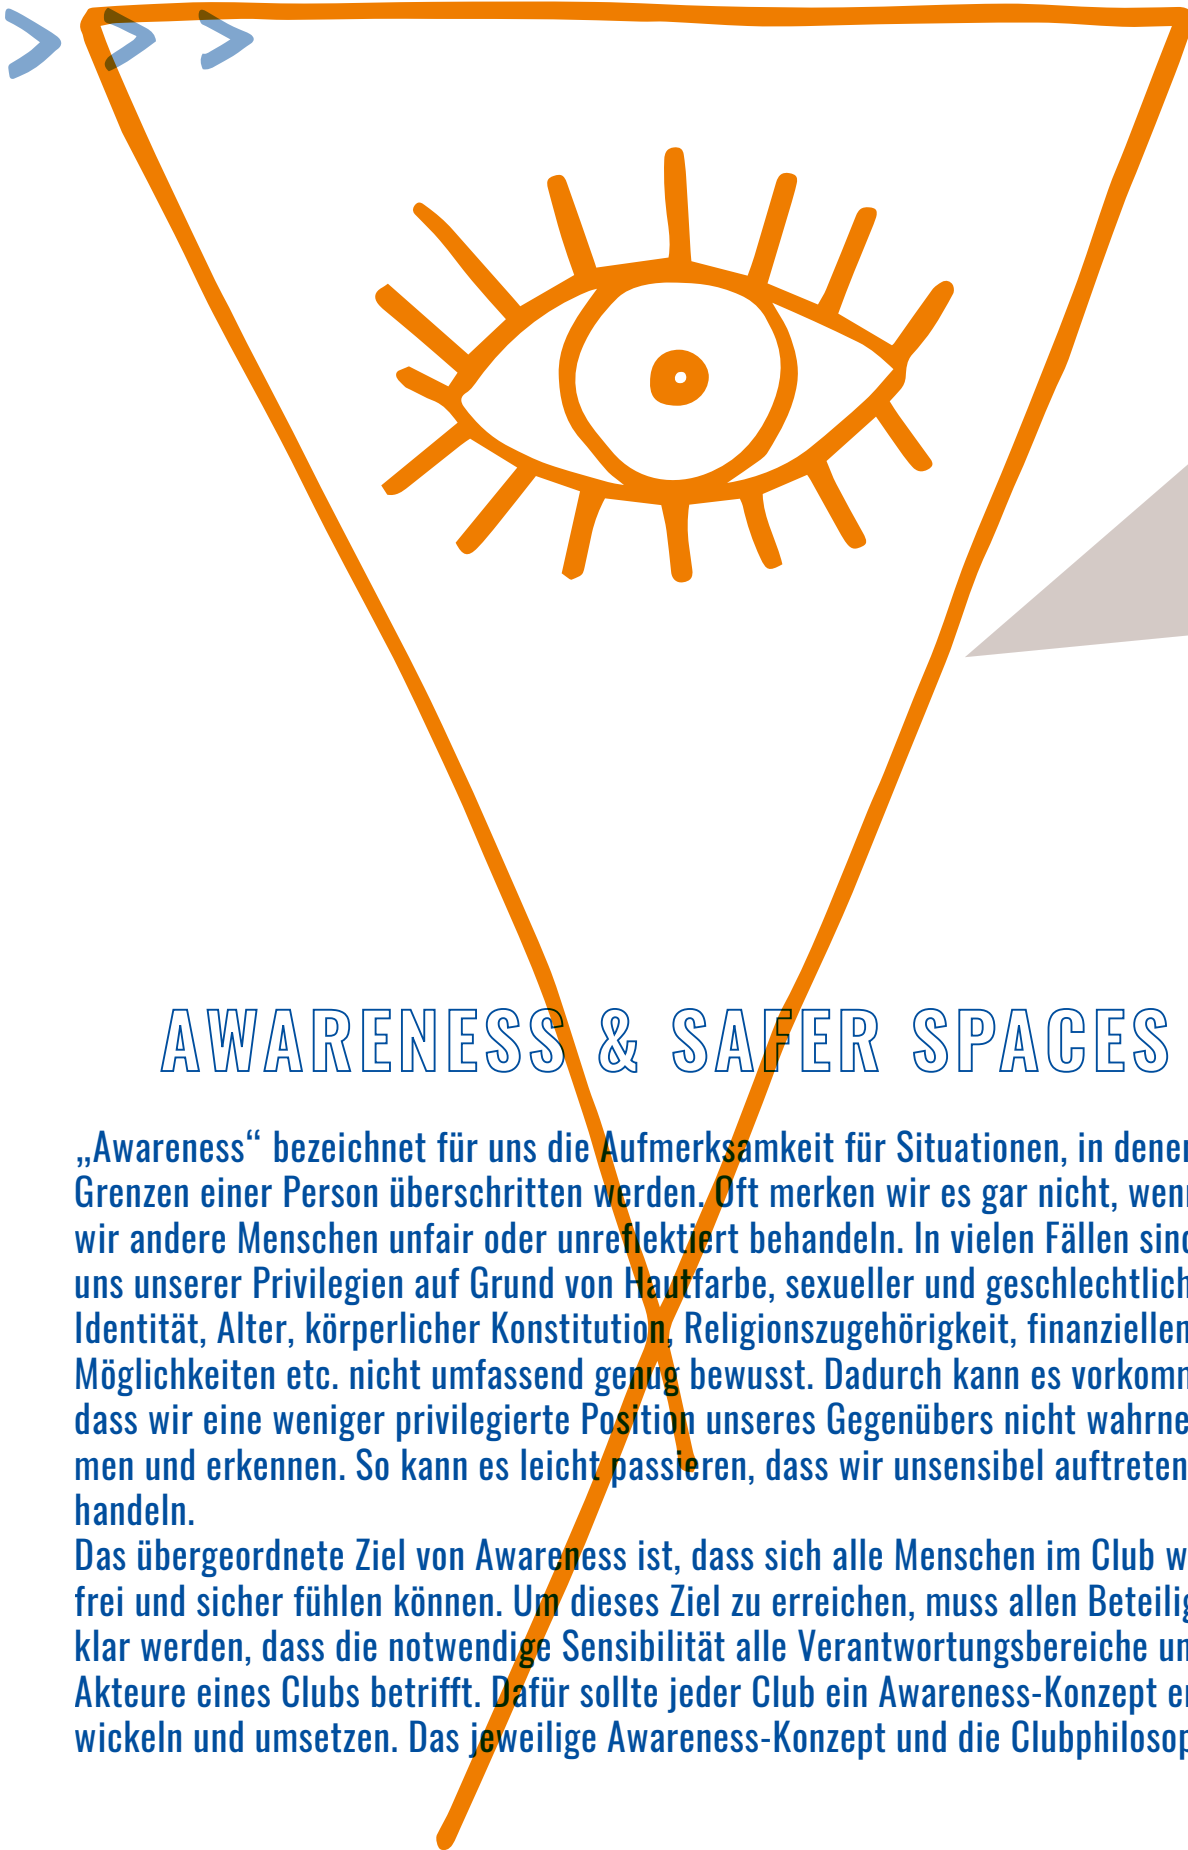 > > >
AWARENESS & SAFER SPACES
„Awareness“ bezeichnet für uns die Aufmerksamkeit für Situationen, in denen
Grenzen einer Person überschritten werden. Oft merken wir es gar nicht, wenn
wir andere Menschen unfair oder unreflektiert behandeln. In vielen Fällen sind
uns unserer Privilegien auf Grund von Hautfarbe, sexueller und geschlechtlich
Identität, Alter, körperlicher Konstitution, Religionszugehörigkeit, finanziellen
Möglichkeiten etc. nicht umfassend genug bewusst. Dadurch kann es vorkomm
dass wir eine weniger privilegierte Position unseres Gegenübers nicht wahrne
men und erkennen. So kann es leicht passieren, dass wir unsensibel auftreten
handeln.
Das übergeordnete Ziel von Awareness ist, dass sich alle Menschen im Club w
frei und sicher fühlen können. Um dieses Ziel zu erreichen, muss allen Beteilig
klar werden, dass die notwendige Sensibilität alle Verantwortungsbereiche un
Akteure eines Clubs betrifft. Dafür sollte jeder Club ein Awareness-Konzept en
wickeln und umsetzen. Das jeweilige Awareness-Konzept und die Clubphilosop